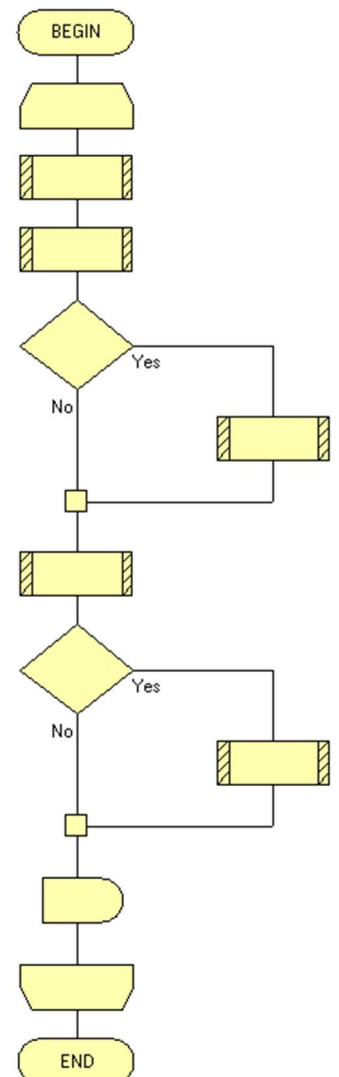 BEGIN
Yes
No
Yes
No
END